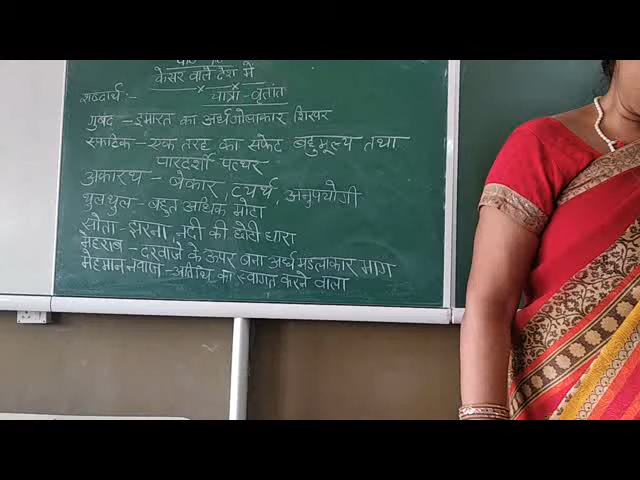 केसर वाले देश में
शब्दार्थ:-
यात्रा-वृतांत
गुंबद - इमारत का अर्धगोलाकार शिखर
स्फटिक - एक तरह का सफेद बहुमूल्य तथा
पारदर्शी पत्थर
अकारथ - बेकार, व्यर्थ, अनुपयोगी
थुलथुल - बहुत अधिक मोटा
सोता - झरना, नदी की छोटी धारा
मेहराब - दरवाजे के ऊपर बना अर्ध मंडलाकार भाग
मेहमाननवाज - अतिथि का स्वागत करने वाला